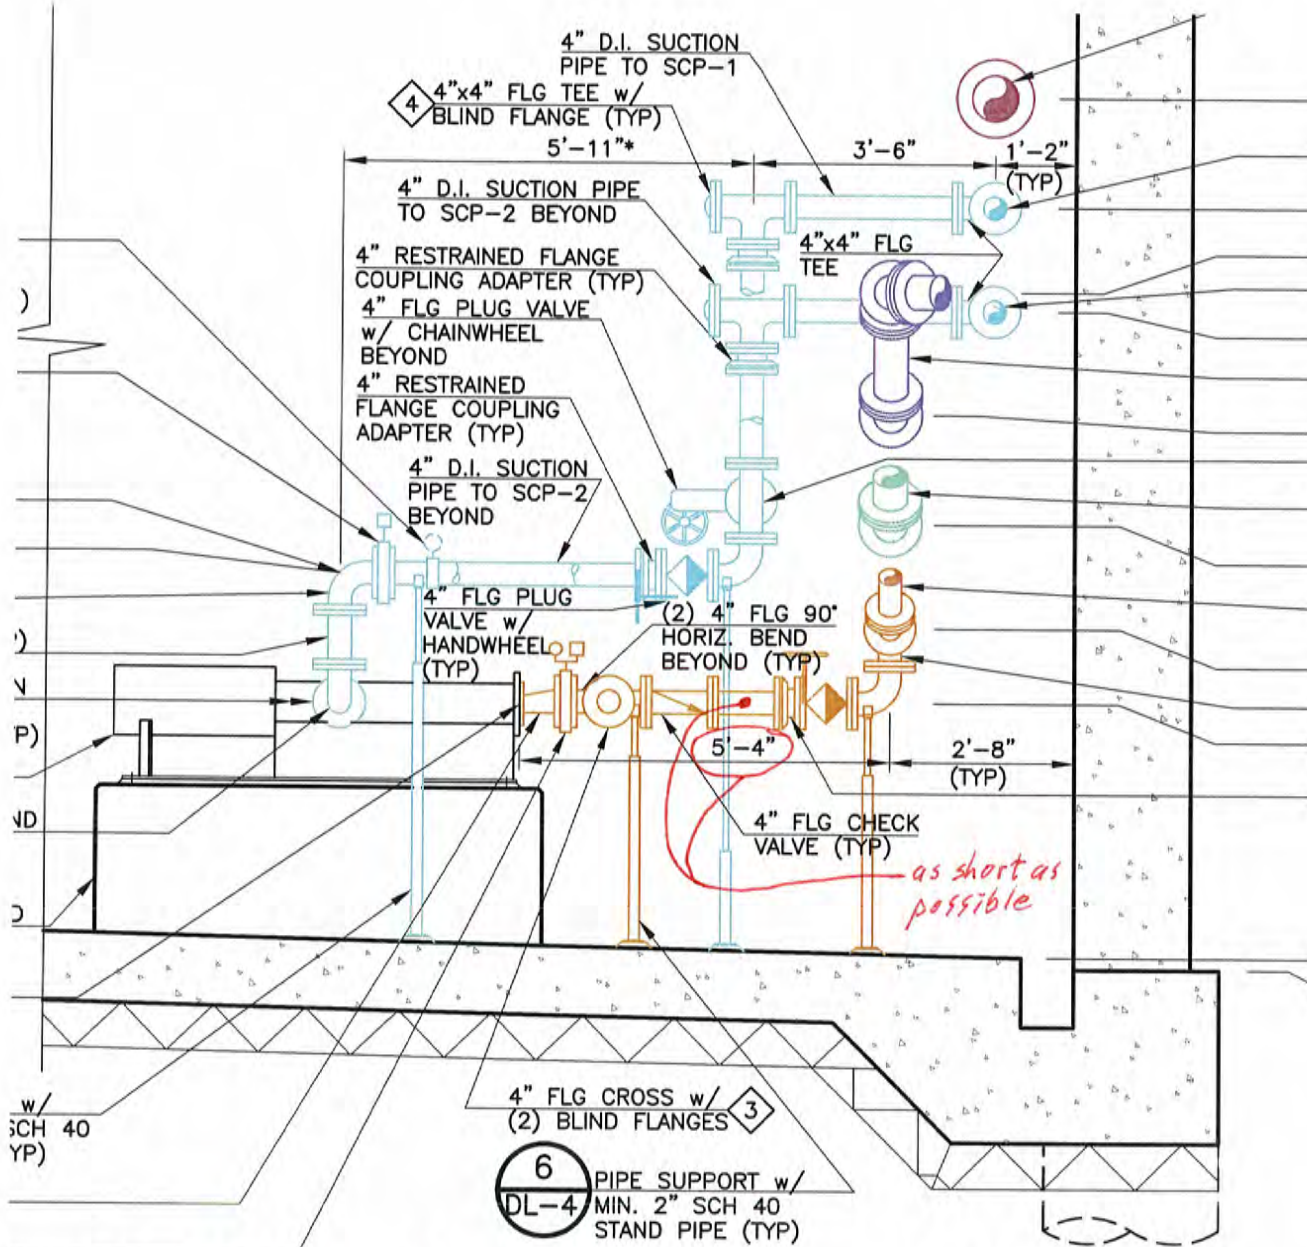 4" D.I. SUCTION
PIPE TO SCP-1
4 4"x4" FLG TEE w/
BLIND FLANGE (TYP)
5'-11"*
3'-6"
1'-2"
(TYP)
4" D.I. SUCTION PIPE
TO SCP-2 BEYOND
4"x4" FLG
TEE
4" RESTRAINED FLANGE
COUPLING ADAPTER (TYP)
4" FLG PLUG VALVE
w/ CHAINWHEEL
BEYOND
4" RESTRAINED
FLANGE COUPLING
ADAPTER (TYP)
4" D.I. SUCTION
PIPE TO SCP-2
BEYOND
4" FLG PLUG
VALVE w/
HANDWHEEL
(TYP)
(2) 4" FLG 90°
HORIZ. BEND
BEYOND (TYP)
5'-4"
2'-8"
(TYP)
4" FLG CHECK
VALVE (TYP)
as short as
possible
)
)
N
YP)
ND
D
w/
SCH 40
YP)
4" FLG CROSS w/
(2) BLIND FLANGES 3
6
DL-4
PIPE SUPPORT w/
MIN. 2" SCH 40
STAND PIPE (TYP)